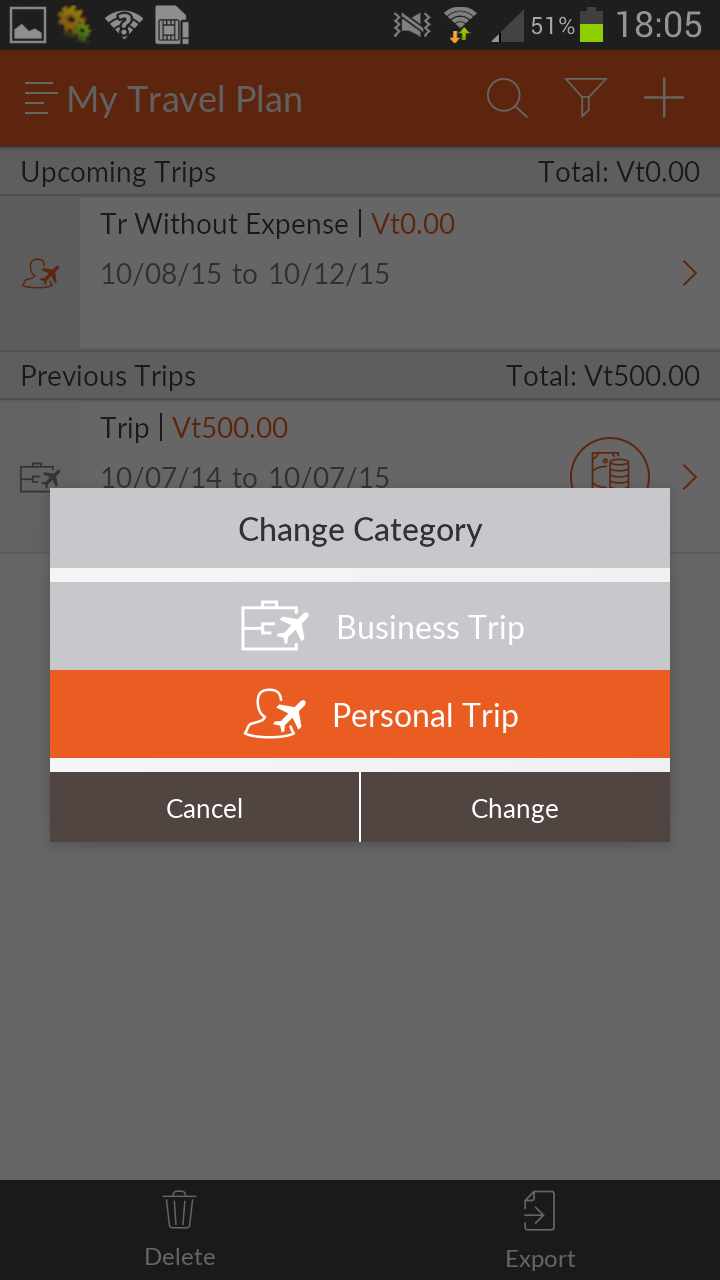 51% 18:05
My Travel Plan
Upcoming Trips Total: Vt0.00
Tr Without Expense | Vt0.00
10/08/15 to 10/12/15
Previous Trips Total: Vt500.00
Trip | Vt500.00
10/07/14 to 10/07/15
Change Category
Business Trip
Personal Trip
Cancel Change
Delete Export